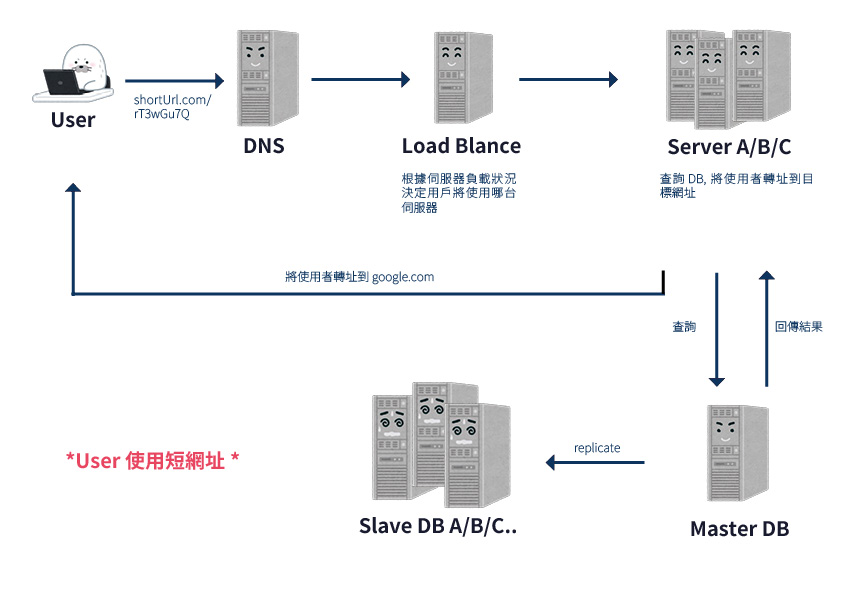 User
shortUrl.com/
rT3wGu7Q
DNS
Load Blance
根據伺服器負載狀況
決定用戶將使用哪台
伺服器
Server A/B/C
查詢 DB, 將使用者轉址到目
標網址
將使用者轉址到 google.com
查詢
回傳結果
*User 使用短網址 *
replicate
Slave DB A/B/C..
Master DB